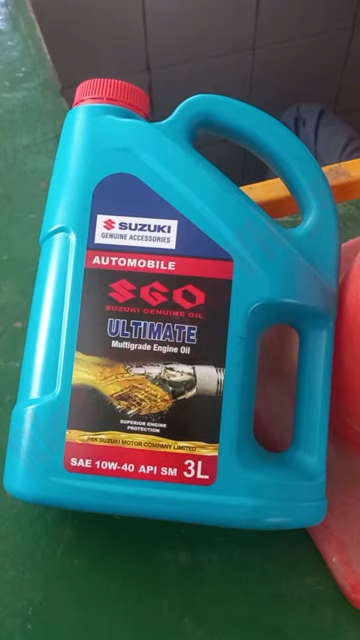 SUZUKI
GENUINE ACCESSORIES
AUTOMOBILE
SGO
SUZUKI GENUINE OIL
ULTIMATE
Multigrade Engine Oil
SUPERIOR ENGINE
PROTECTION
PAK SUZUKI MOTOR COMPANY LIMITED
SAE 10W-40 API SM 3L